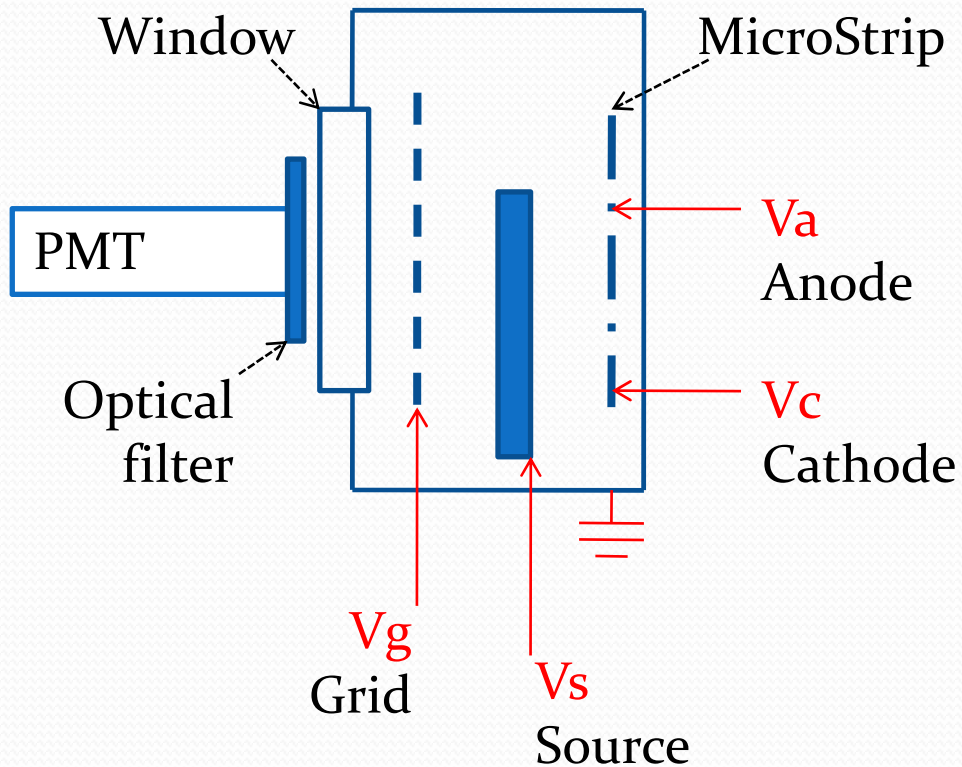 Window
MicroStrip
PMT
Va
Anode
Optical
filter
Vc
Cathode
Vg
Grid
Vs
Source